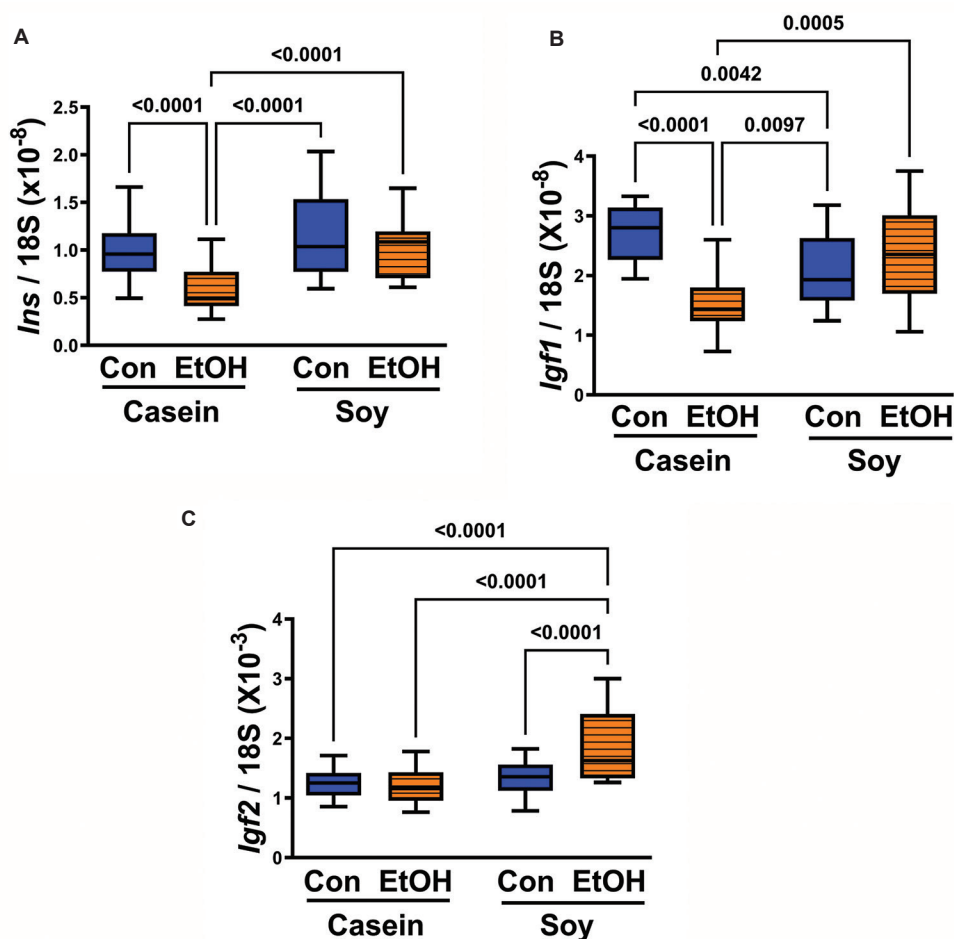 A
<0.0001
<0.0001 <0.0001
Ins / 18S (x10-8)
2.5
2.0
1.5
1.0
0.5
0.0
Con EtOH Con EtOH
Casein Soy
B
0.0005
0.0042
<0.0001 0.0097
Igf1 / 18S (X10-8)
4
3
2
1
0
Con EtOH Con EtOH
Casein Soy
C
<0.0001
<0.0001
<0.0001
Igf2 / 18S (X10-3)
4
3
2
1
0
Con EtOH Con EtOH
Casein Soy